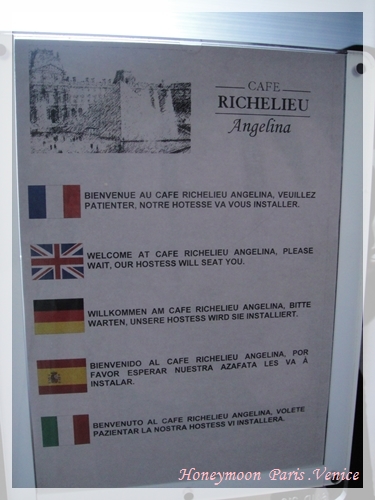 CAFE
RICHELIEU
Angelina
BIENVENUE AU CAFE RICHELIEU ANGELINA, VEUILLEZ
PATIENTER, NOTRE HOTESSE VA VOUS INSTALLER.
WELCOME AT CAFE RICHELIEU ANGELINA, PLEASE
WAIT, OUR HOSTESS WILL SEAT YOU.
WILLKOMMEN AM CAFE RICHELIEU ANGELINA, BITTE
WARTEN, UNSERE HOSTESS WIRD SIE INSTALLIERT.
BIENVENIDO AL CAFE RICHELIEU ANGELINA, POR
FAVOR ESPERAR NUESTRA AZAFATA LES VA À
INSTALAR.
BENVENUTO AL CAFE RICHELIEU ANGELINA, VOLETE
PAZIENTAR LA NOSTRA HOSTESS VI INSTALLERA.
Honeymoon Paris .Venice